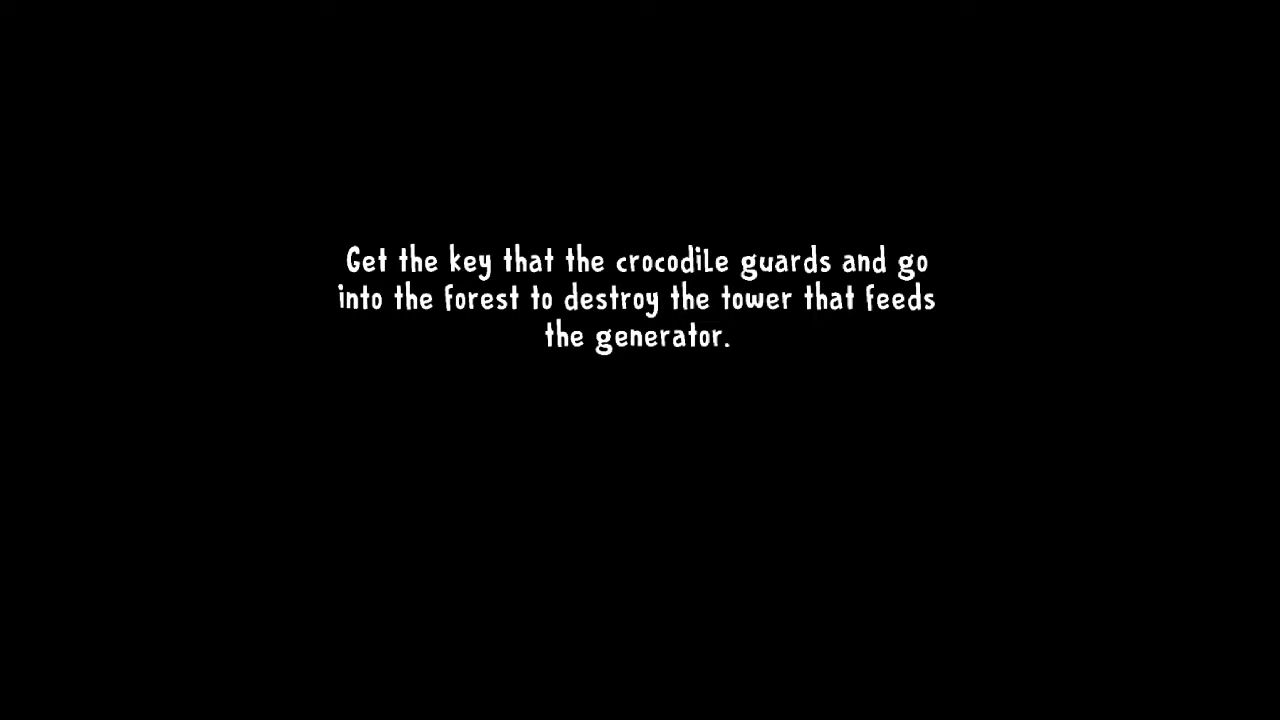 Get the key that the crocodile guards and go
into the forest to destroy the tower that feeds
the generator.